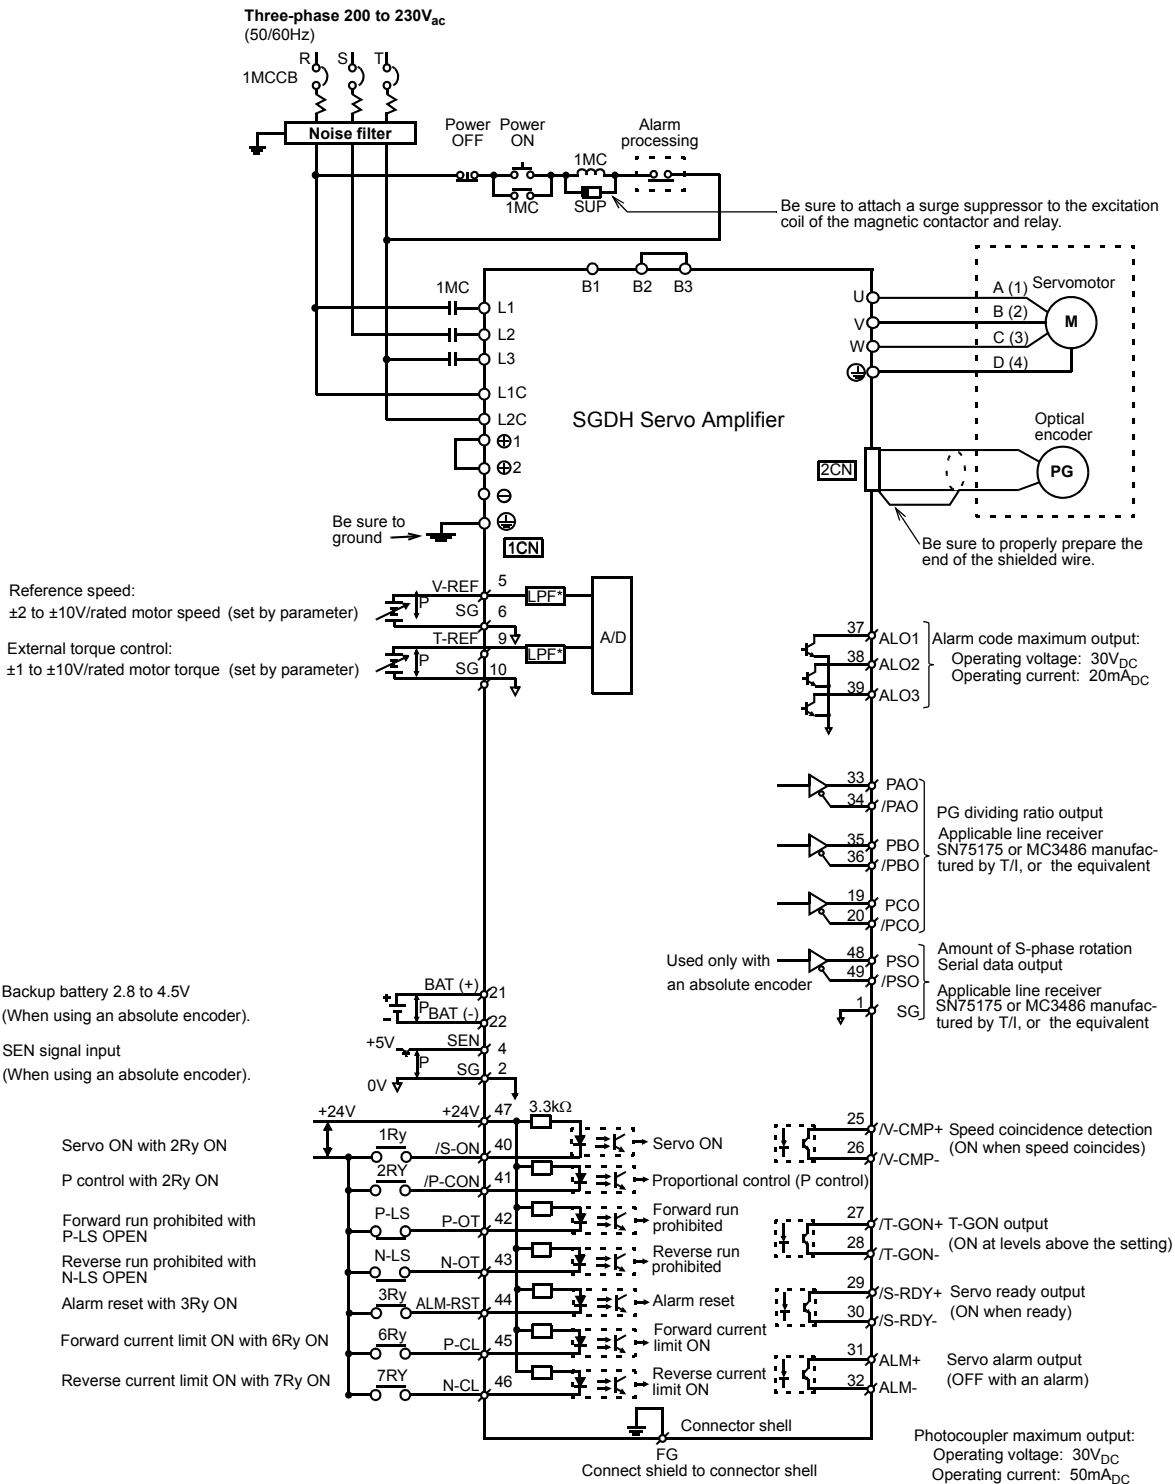 Three-phase 200 to 230Vac
(50/60Hz)
R S T
1MCCB
Noise filter
Power OFF
Power ON
Alarm processing
1MC
1MC
SUP
Be sure to attach a surge suppressor to the excitation
coil of the magnetic contactor and relay.
B1 B2 B3
1MC
L1
L2
L3
L1C
L2C
⊕1
⊕2
⊖
SGDH Servo Amplifier
U
V
W
A (1)
B (2)
C (3)
D (4)
Servomotor
M
Optical
encoder
PG
2CN
Be sure to properly prepare the
end of the shielded wire.
Be sure to
ground
1CN
Reference speed:
±2 to ±10V/rated motor speed (set by parameter)
External torque control:
±1 to ±10V/rated motor torque (set by parameter)
V-REF 5
P
SG 6
T-REF 9
P
SG 10
LPF*
LPF*
A/D
37 ALO1
38 ALO2
39 ALO3
Alarm code maximum output:
Operating voltage: 30VDC
Operating current: 20mADC
33 PAO
34 /PAO
35 PBO
36 /PBO
19 PCO
20 /PCO
PG dividing ratio output
Applicable line receiver
SN75175 or MC3486 manufac-
tured by T/I, or the equivalent
Used only with
an absolute encoder
48 PSO
49 /PSO
1 SG
Amount of S-phase rotation
Serial data output
Applicable line receiver
SN75175 or MC3486 manufac-
tured by T/I, or the equivalent
Backup battery 2.8 to 4.5V
(When using an absolute encoder).
+
-
BAT (+) 21
P
BAT (-) 22
SEN signal input
(When using an absolute encoder).
+5V
SEN 4
P
0V
SG 2
+24V
+24V 47
3.3kΩ
Servo ON with 2Ry ON
1Ry
/S-ON 40
Servo ON
P control with 2Ry ON
2RY
/P-CON 41
Proportional control (P control)
Forward run prohibited with
P-LS OPEN
P-LS
P-OT 42
Forward run
prohibited
Reverse run prohibited with
N-LS OPEN
N-LS
N-OT 43
Reverse run
prohibited
Alarm reset with 3Ry ON
3Ry
ALM-RST 44
Alarm reset
Forward current limit ON with 6Ry ON
6Ry
P-CL 45
Forward current
limit ON
Reverse current limit ON with 7Ry ON
7RY
N-CL 46
Reverse current
limit ON
25 /V-CMP+ Speed coincidence detection
26 /V-CMP- (ON when speed coincides)
27 /T-GON+ T-GON output
28 /T-GON- (ON at levels above the setting)
29 /S-RDY+ Servo ready output
30 /S-RDY- (ON when ready)
31 ALM+ Servo alarm output
32 ALM- (OFF with an alarm)
Connector shell
FG
Connect shield to connector shell
Photocoupler maximum output:
Operating voltage: 30VDC
Operating current: 50mADC